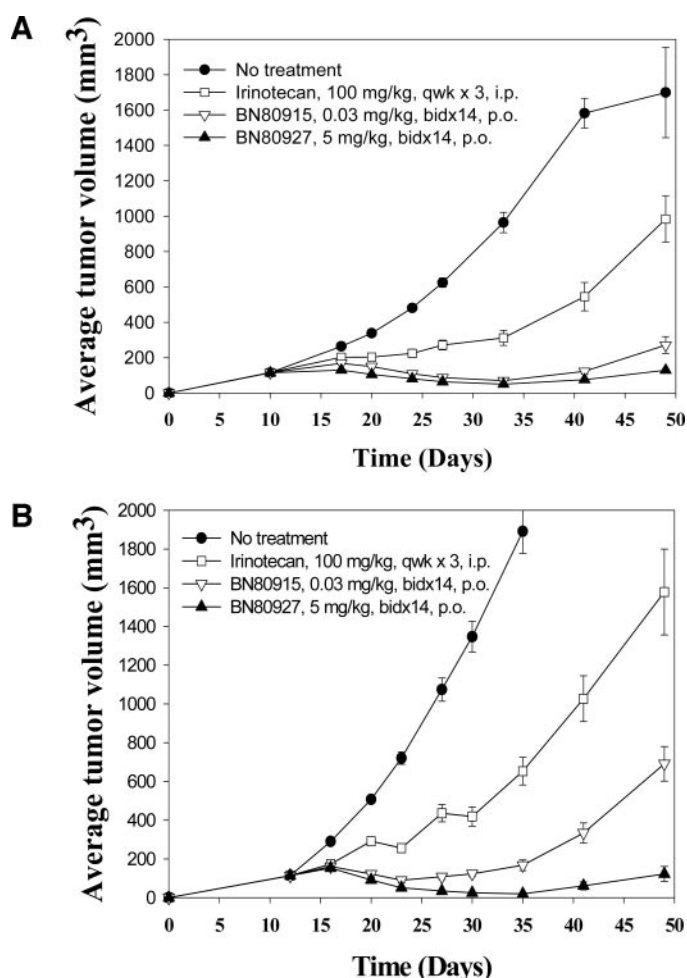 A
Average tumor volume (mm³)
2000
1800
1600
1400
1200
1000
800
600
400
200
0
No treatment
Irinotecan, 100 mg/kg, qwk x 3, i.p.
BN80915, 0.03 mg/kg, bidx14, p.o.
BN80927, 5 mg/kg, bidx14, p.o.
0 5 10 15 20 25 30 35 40 45 50
Time (Days)
B
Average tumor volume (mm³)
2000
1800
1600
1400
1200
1000
800
600
400
200
0
No treatment
Irinotecan, 100 mg/kg, qwk x 3, i.p.
BN80915, 0.03 mg/kg, bidx14, p.o.
BN80927, 5 mg/kg, bidx14, p.o.
0 5 10 15 20 25 30 35 40 45 50
Time (Days)